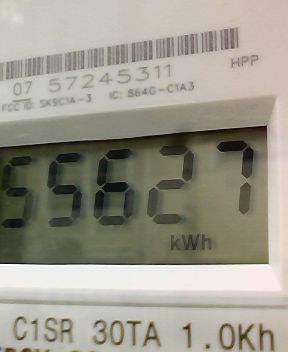 07 57245311
HPP
FCC ID: SK9C1A-3 IC: 864G-C1A3
55627
kWh
C1SR 30TA 1.0Kh